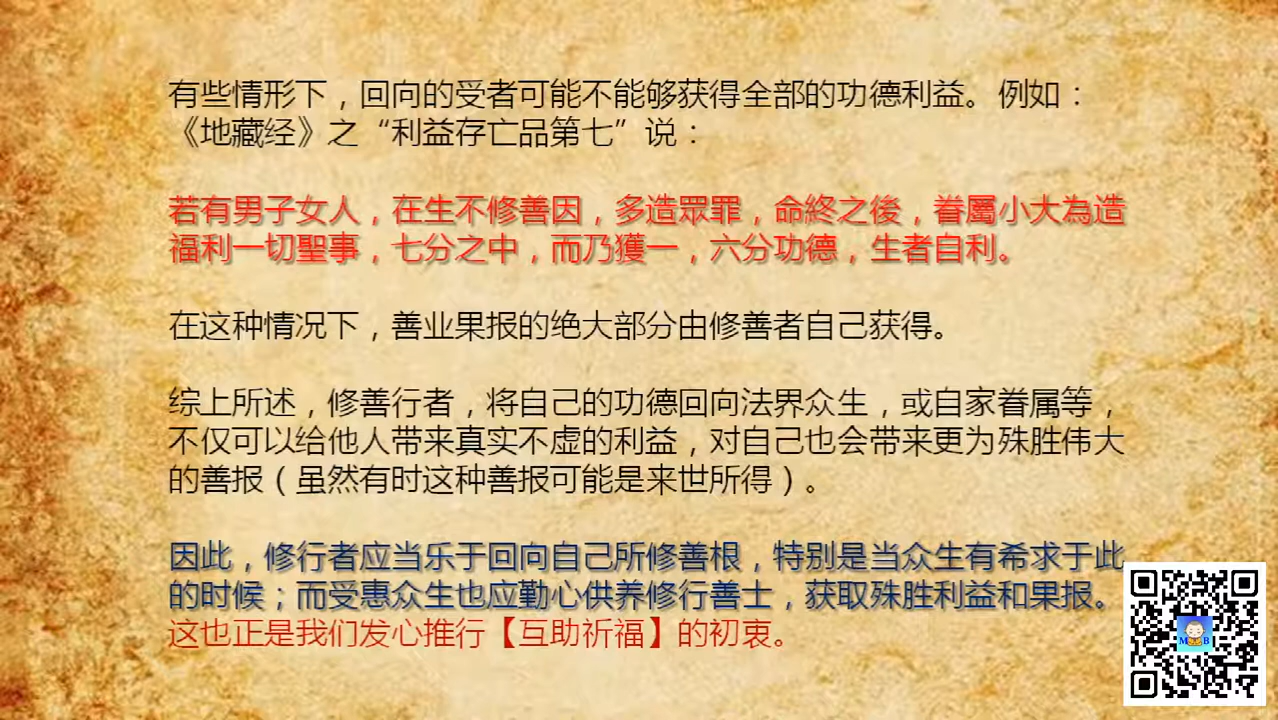 有些情形下，回向的受者可能不能够获得全部的功德利益。例如：
《地藏经》之“利益存亡品第七”说：
若有男子女人，在生不修善因，多造眾罪，命終之後，眷屬小大為造
福利一切聖事，七分之中，而乃獲一，六分功德，生者自利。
在这种情况下，善业果报的绝大部分由修善者自己获得。
综上所述，修善行者，将自己的功德回向法界众生，或自家眷属等，
不仅可以给他人带来真实不虚的利益，对自己也会带来更为殊胜伟大
的善报（虽然有时这种善报可能是来世所得）。
因此，修行者应当乐于回向自己所修善根，特别是当众生有希求于此
的时候；而受惠众生也应勤心供养修行善士，获取殊胜利益和果报。
这也正是我们发心推行【互助祈福】的初衷。
M B